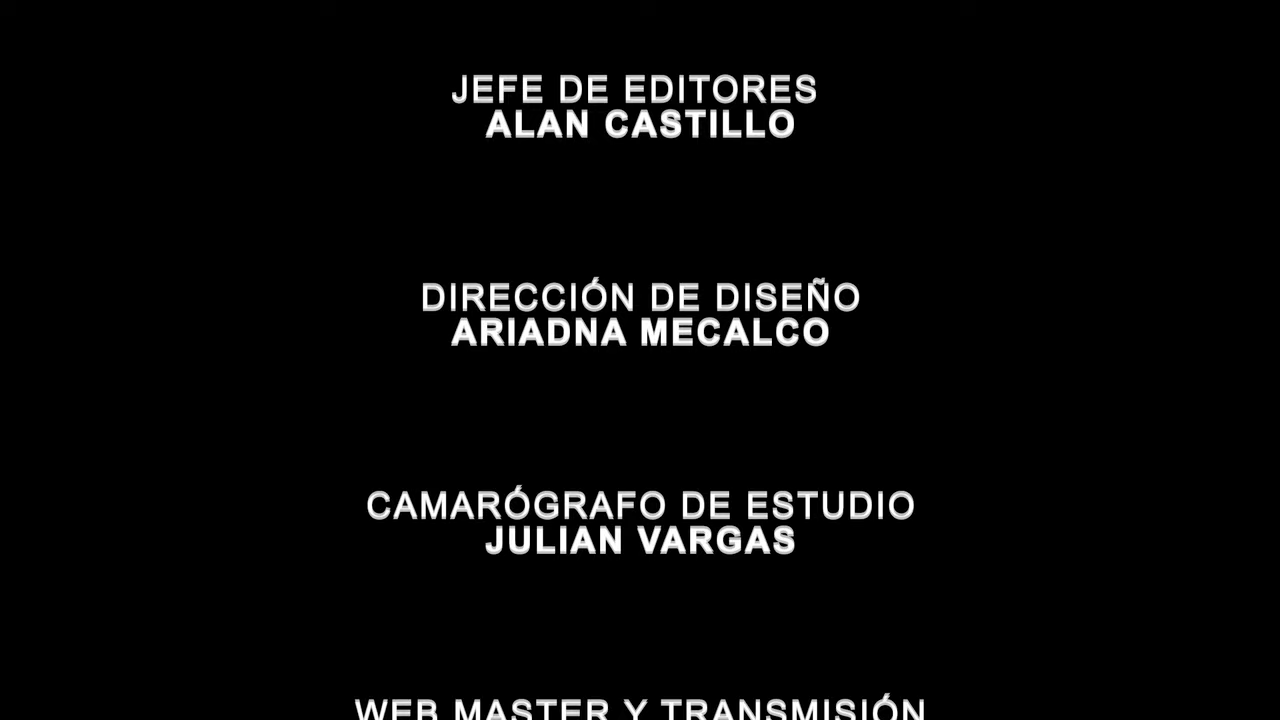 JEFE DE EDITORES
ALAN CASTILLO
DIRECCIÓN DE DISEÑO
ARIADNA MECALCO
CAMARÓGRAFO DE ESTUDIO
JULIAN VARGAS
WEB MASTER Y TRANSMISIÓN